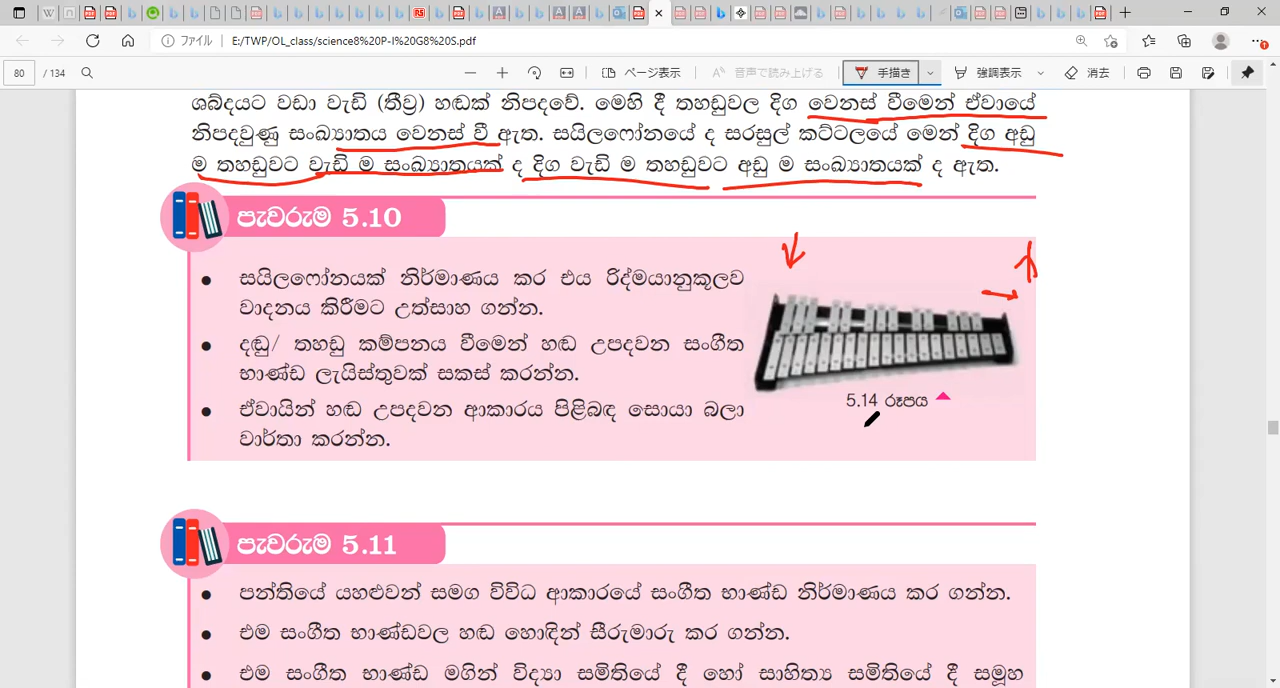 ファイル
E:/TWP/OL_class/science8%20P-I%20G8%20S.pdf
80 / 134
ページ表示
音声で読み上げる
手描き
強調表示
消去
ශබ්දයට වඩා වැඩි (තීව්‍ර) හඬක් නිපදවේ. මෙහි දී තහඩුවල දිග වෙනස් වීමෙන් ඒවායේ
නිපදවුණු සංඛ්‍යාතය වෙනස් වී ඇත. සයිලෆෝනයේ ද සරසුල් කට්ටලයේ මෙන් දිග අඩු
ම තහඩුවට වැඩි ම සංඛ්‍යාතයක් ද දිග වැඩි ම තහඩුවට අඩු ම සංඛ්‍යාතයක් ද ඇත.
පැවරුම 5.10
● සයිලෆෝනයක් නිර්මාණය කර එය රිද්මයානුකූලව
වාදනය කිරීමට උත්සාහ ගන්න.
● දඬු/ තහඩු කම්පනය වීමෙන් හඬ උපදවන සංගීත
භාණ්ඩ ලැයිස්තුවක් සකස් කරන්න.
● ඒවායින් හඬ උපදවන ආකාරය පිළිබඳ සොයා බලා
වාර්තා කරන්න.
5.14 රූපය
පැවරුම 5.11
● පන්තියේ යහළුවන් සමග විවිධ ආකාරයේ සංගීත භාණ්ඩ නිර්මාණය කර ගන්න.
● එම සංගීත භාණ්ඩවල හඬ හොඳින් සීරුමාරු කර ගන්න.
● එම සංගීත භාණ්ඩ මගින් විද්‍යා සමිතියේ දී හෝ සාහිත්‍ය සමිතියේ දී සමූහ